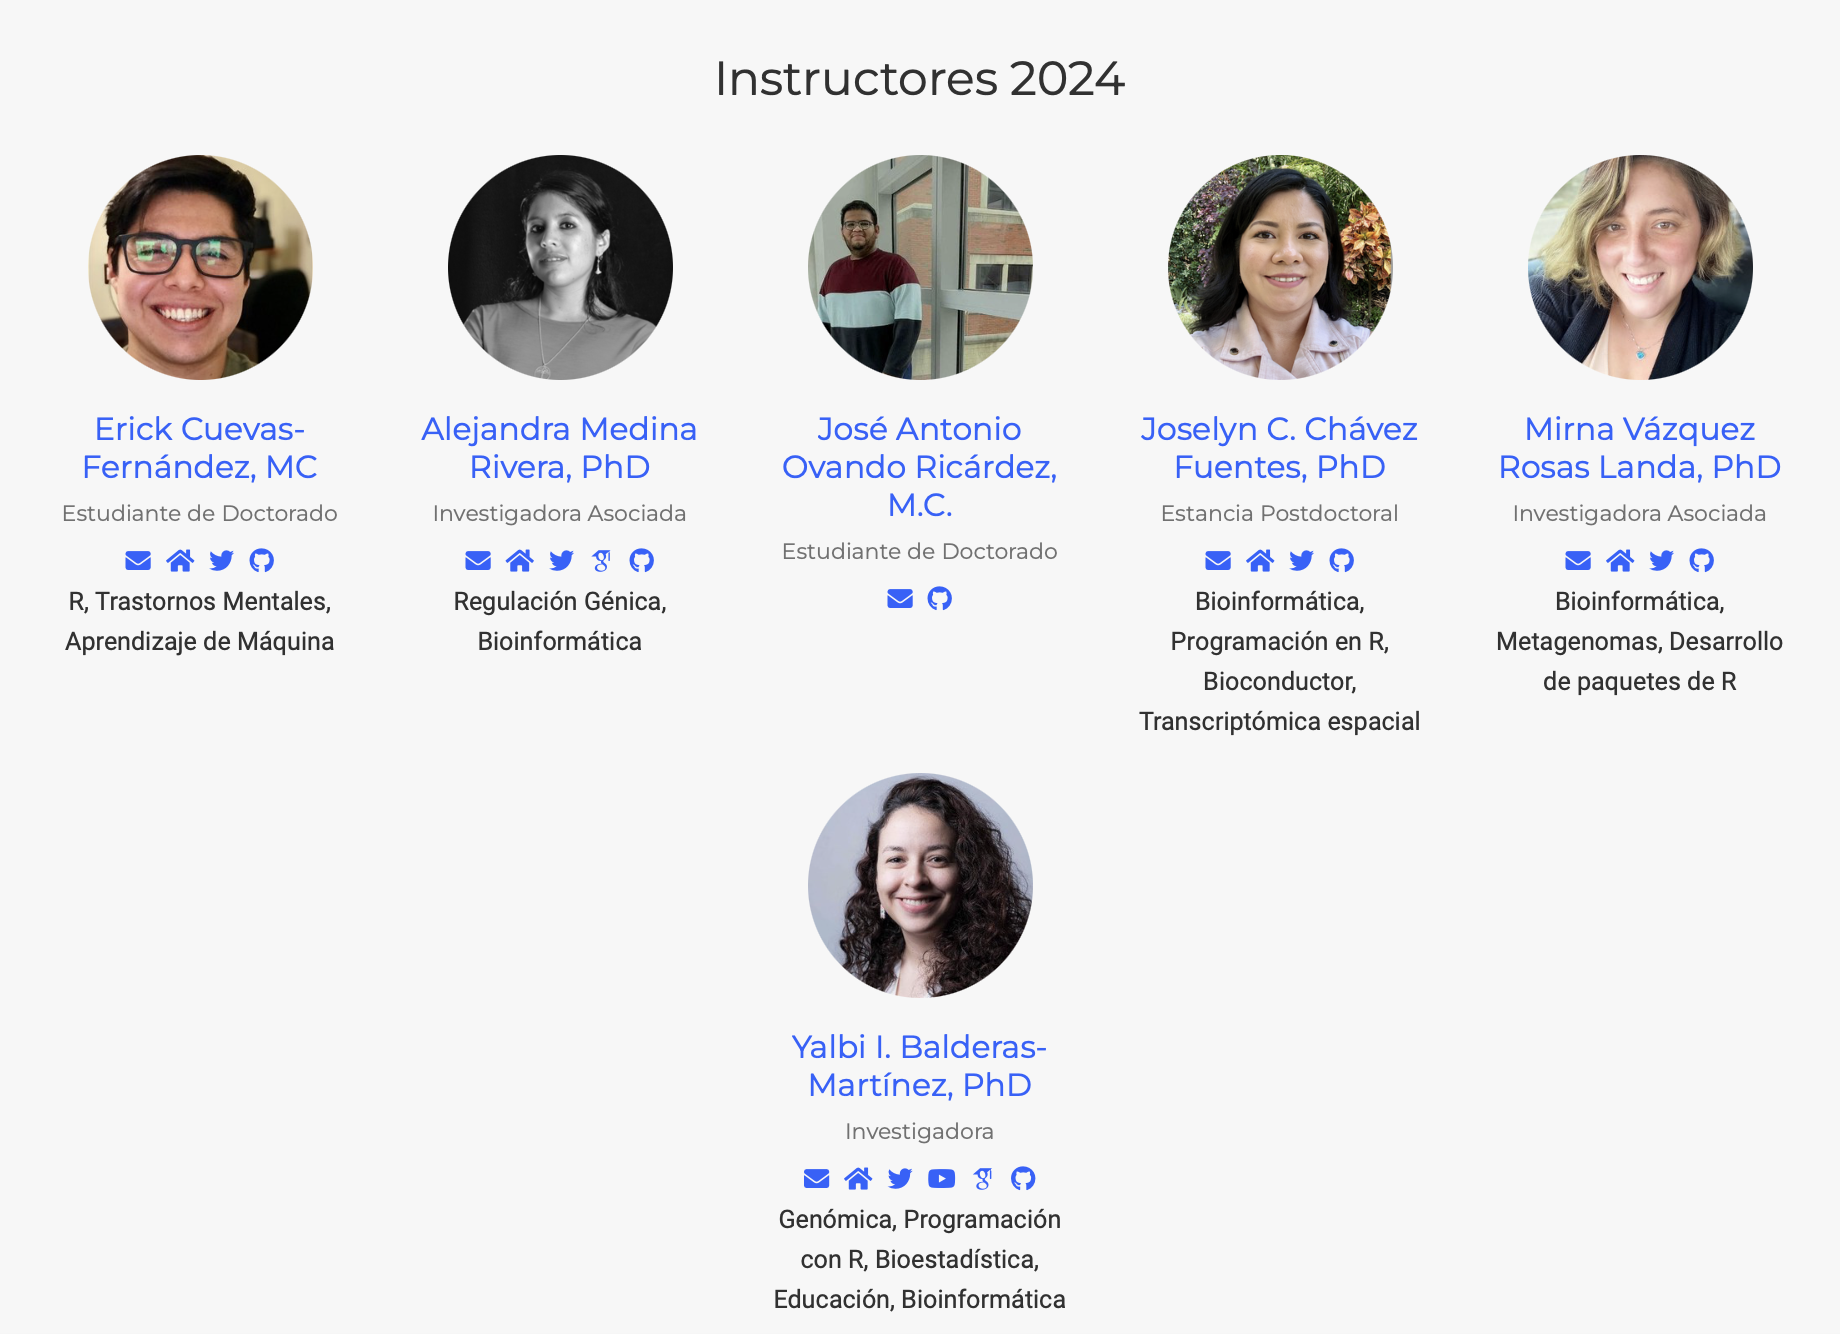 Instructores 2024
Erick Cuevas-
Fernández, MC
Estudiante de Doctorado
R, Trastornos Mentales,
Aprendizaje de Máquina
Alejandra Medina
Rivera, PhD
Investigadora Asociada
Regulación Génica,
Bioinformática
José Antonio
Ovando Ricárdez,
M.C.
Estudiante de Doctorado
Joselyn C. Chávez
Fuentes, PhD
Estancia Postdoctoral
Bioinformática,
Programación en R,
Bioconductor,
Transcriptómica espacial
Mirna Vázquez
Rosas Landa, PhD
Investigadora Asociada
Bioinformática,
Metagenomas, Desarrollo
de paquetes de R
Yalbi I. Balderas-
Martínez, PhD
Investigadora
Genómica, Programación
con R, Bioestadística,
Educación, Bioinformática